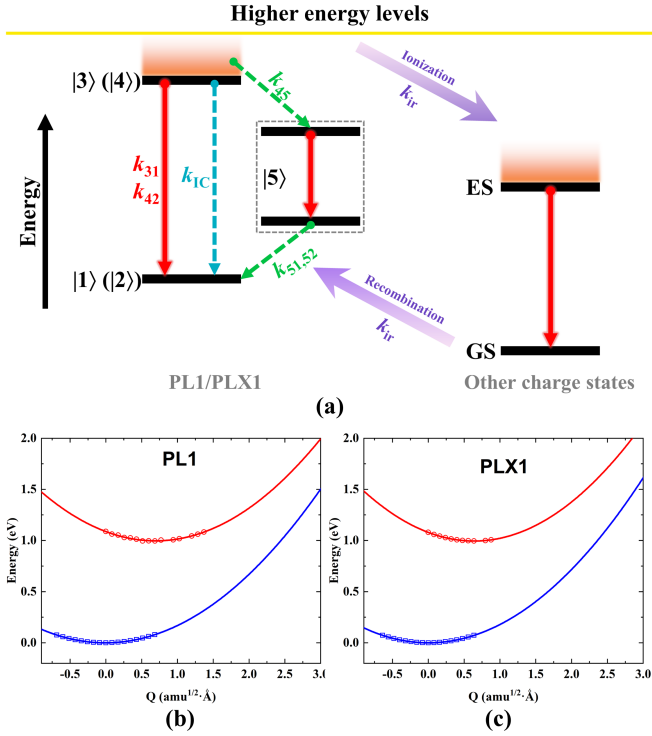 Higher energy levels
|3⟩ (|4⟩)
k45
Ionization
kir
Energy
k31
k42
kIC
|5⟩
ES
|1⟩ (|2⟩)
k51,52
Recombination
kir
GS
PL1/PLX1
Other charge states
(a)
PL1
2.0
1.5
1.0
0.5
0.0
Energy (eV)
-0.5 0.0 0.5 1.0 1.5 2.0 2.5 3.0
Q (amu1/2·Å)
(b)
PLX1
2.0
1.5
1.0
0.5
0.0
Energy (eV)
-0.5 0.0 0.5 1.0 1.5 2.0 2.5 3.0
Q (amu1/2·Å)
(c)